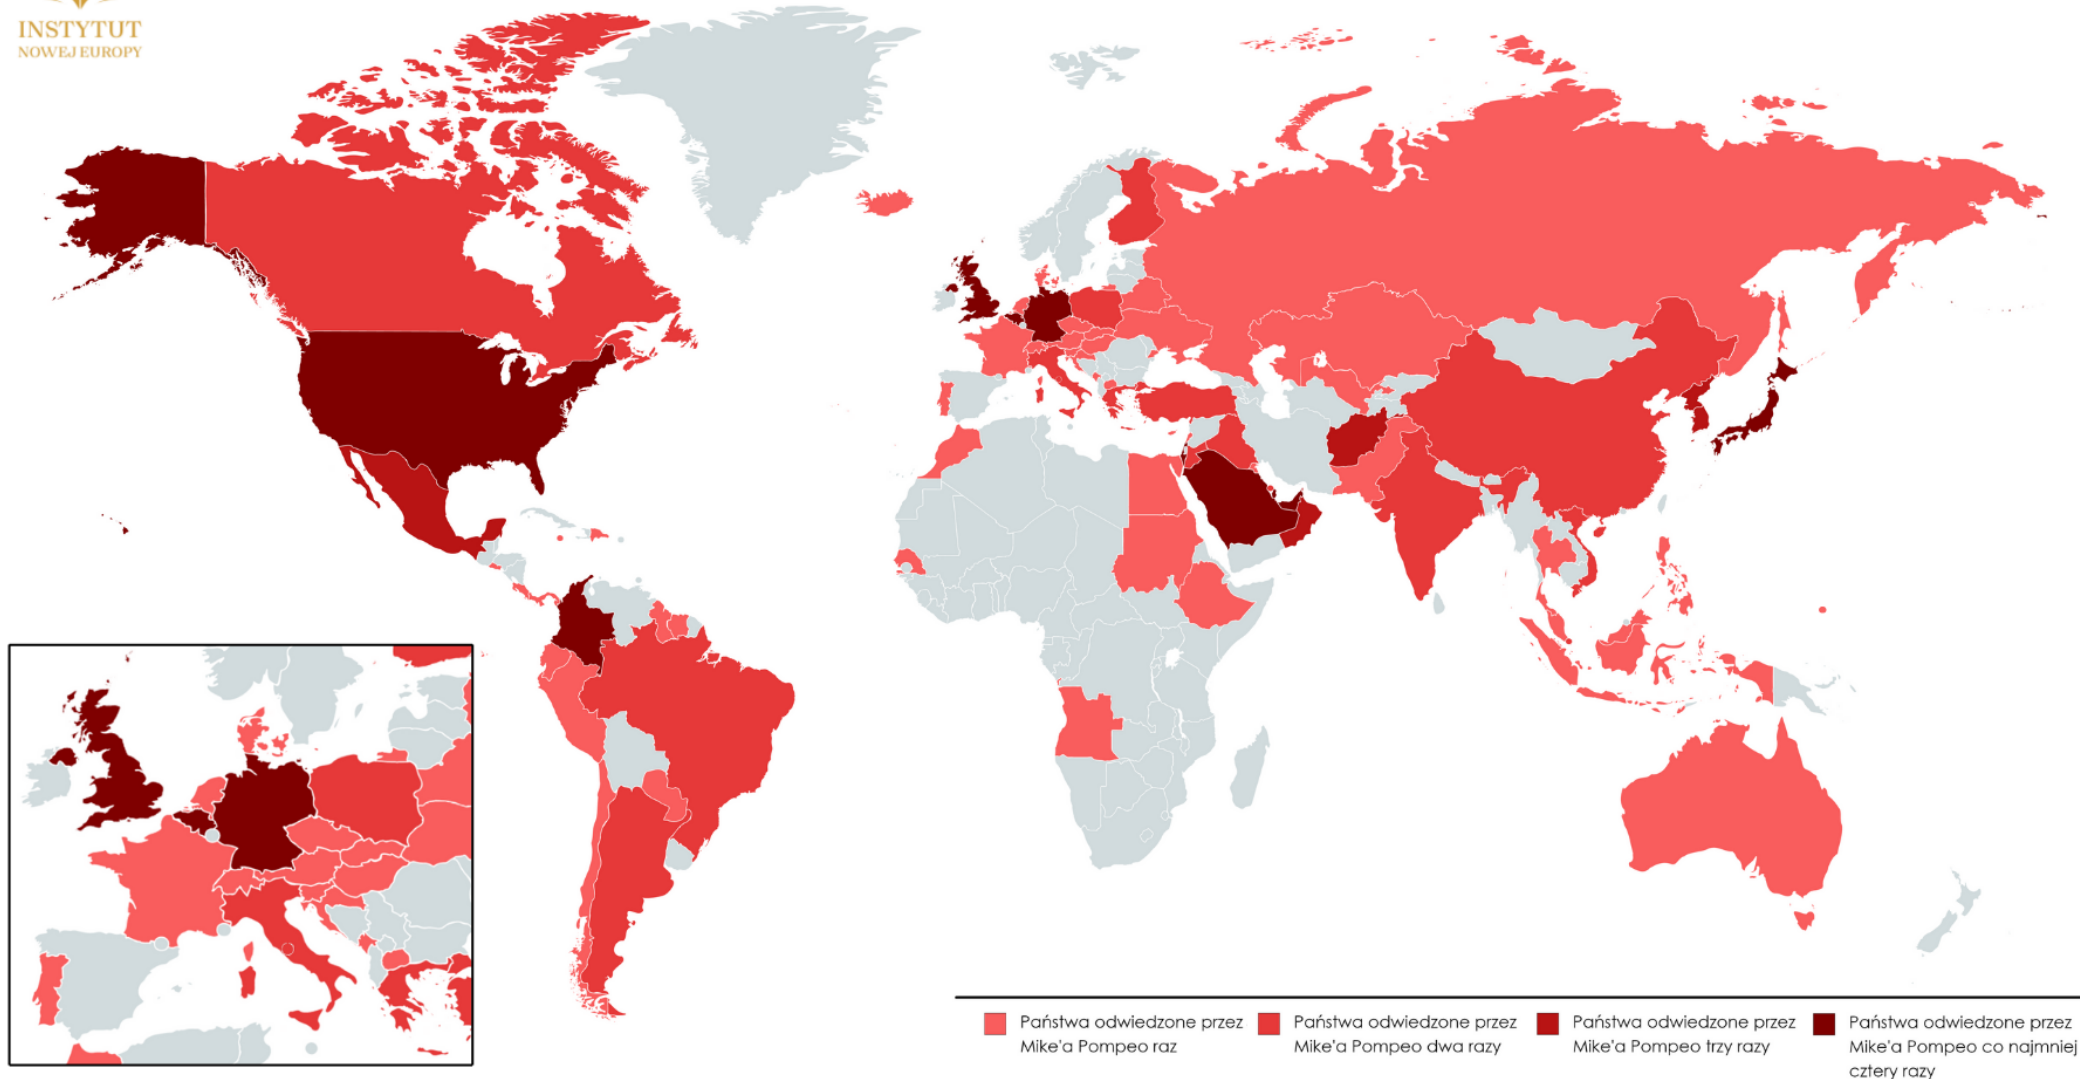 INSTYTUT
NOWEJ EUROPY
Państwa odwiedzone przez
Mike'a Pompeo raz
Państwa odwiedzone przez
Mike'a Pompeo dwa razy
Państwa odwiedzone przez
Mike'a Pompeo trzy razy
Państwa odwiedzone przez
Mike'a Pompeo co najmniej
cztery razy